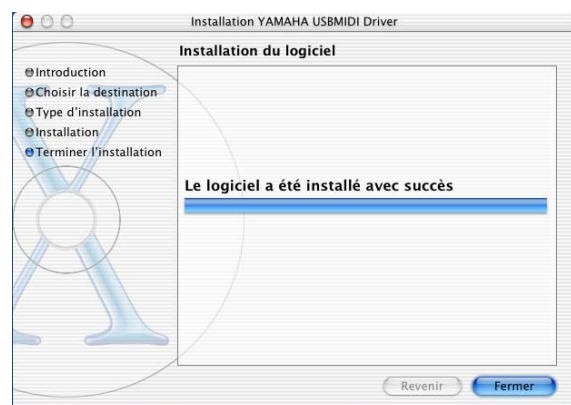 Installation YAMAHA USBMIDI Driver
Installation du logiciel
Introduction
Choisir la destination
Type d'installation
Installation
Terminer l'installation
Le logiciel a été installé avec succès
Revenir
Fermer